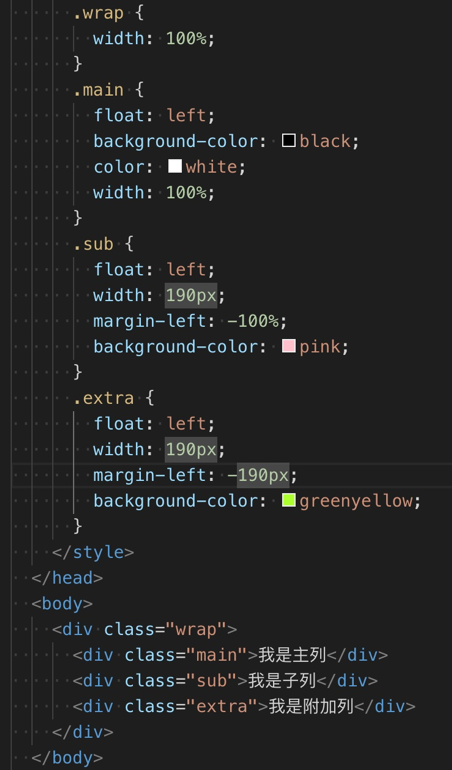 .wrap {
width: 100%;
}
.main {
float: left;
background-color: black;
color: white;
width: 100%;
}
.sub {
float: left;
width: 190px;
margin-left: -100%;
background-color: pink;
}
.extra {
float: left;
width: 190px;
margin-left: -190px;
background-color: greenyellow;
}
</style>
</head>
<body>
<div class="wrap">
<div class="main">我是主列</div>
<div class="sub">我是子列</div>
<div class="extra">我是附加列</div>
</div>
</body>